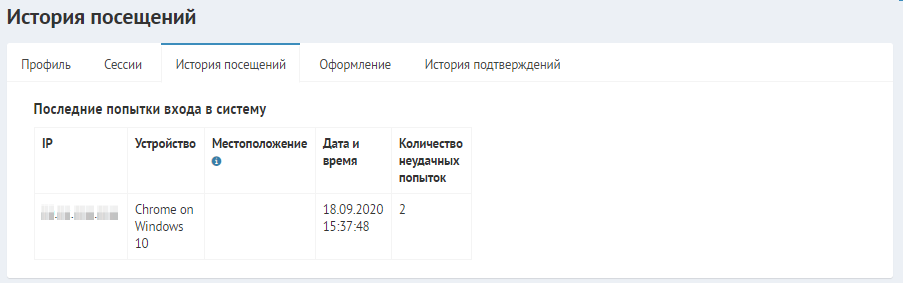 История посещений
Профиль Сессии История посещений Оформление История подтверждений
Последние попытки входа в систему
IP Устройство Местоположение Дата и время Количество неудачных попыток
Chrome on Windows 10 18.09.2020 15:37:48 2